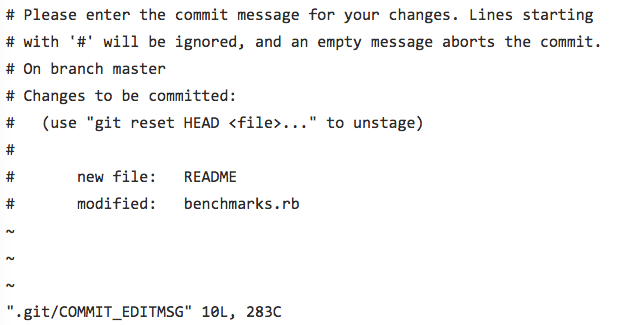 # Please enter the commit message for your changes. Lines starting
# with '#' will be ignored, and an empty message aborts the commit.
# On branch master
# Changes to be committed:
#   (use "git reset HEAD <file>..." to unstage)
#
#       new file:   README
#       modified:   benchmarks.rb
~
~
~
".git/COMMIT_EDITMSG" 10L, 283C